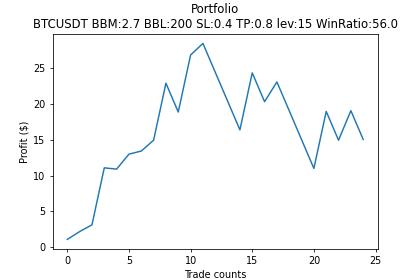 Portfolio
BTCUSDT BBM:2.7 BBL:200 SL:0.4 TP:0.8 lev:15 WinRatio:56.0
25
20
15
10
5
0
Profit ($)
0 5 10 15 20 25
Trade counts